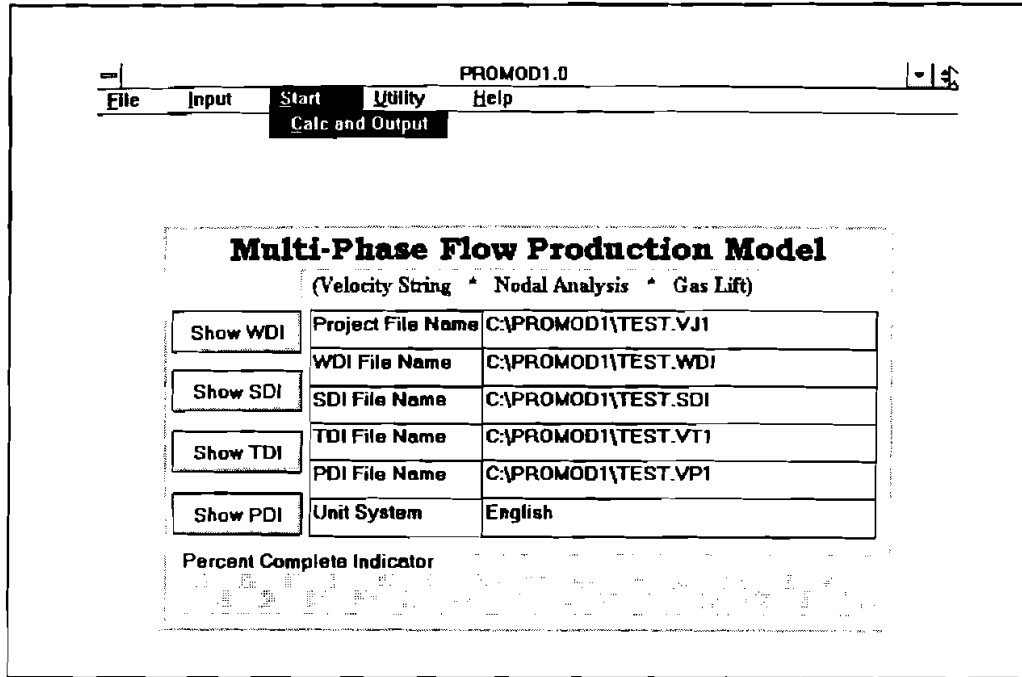 PROMOD1.0
File Input Start Utility Help
Calc and Output
Multi-Phase Flow Production Model
(Velocity String * Nodal Analysis * Gas Lift)
Show WDI
Project File Name C:\PROMOD1\TEST.VJ1
WDI File Name C:\PROMOD1\TEST.WDI
Show SDI
SDI File Name C:\PROMOD1\TEST.SDI
Show TDI
TDI File Name C:\PROMOD1\TEST.VT1
PDI File Name C:\PROMOD1\TEST.VP1
Show PDI
Unit System English
Percent Complete Indicator